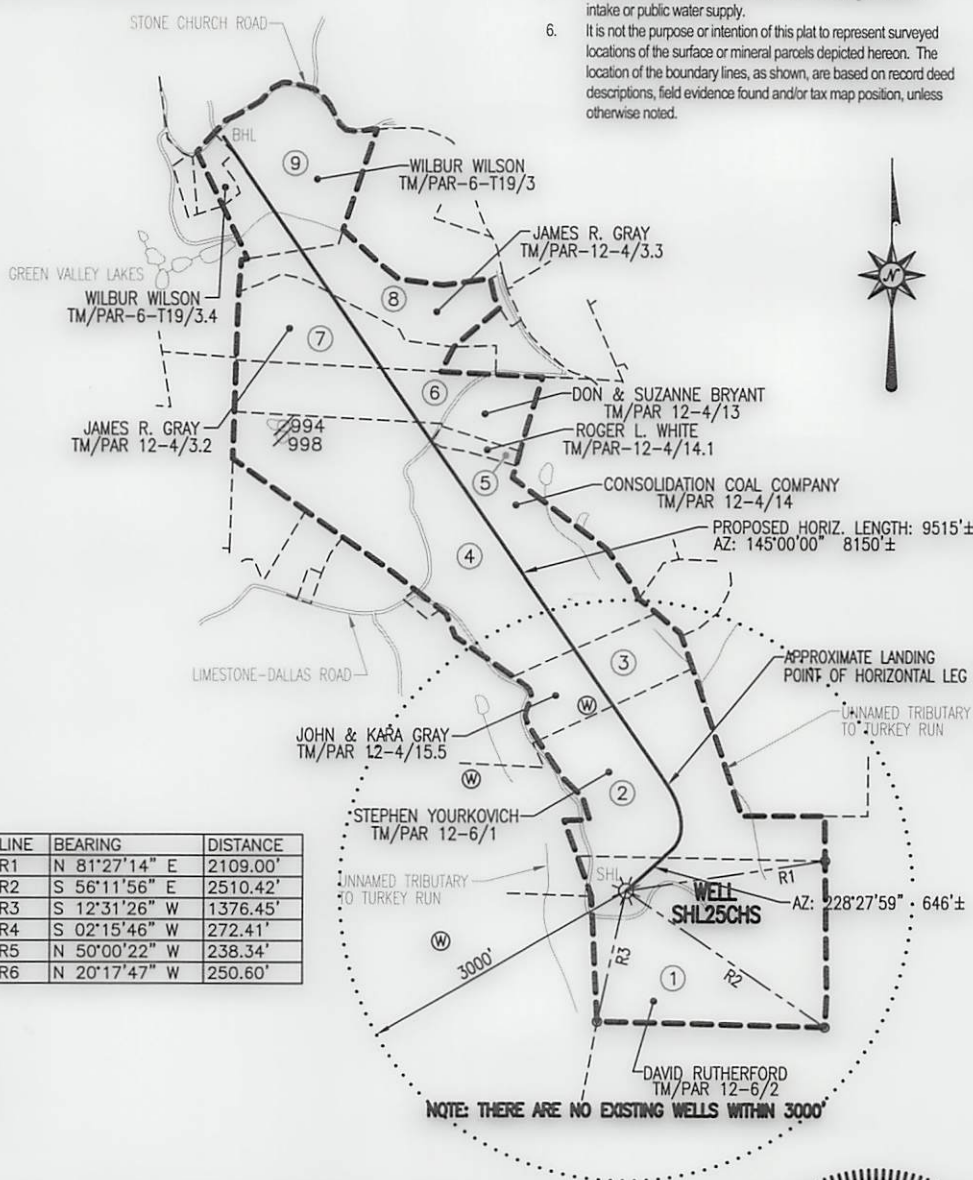 intake or public water supply.
6. It is not the purpose or intention of this plat to represent surveyed
locations of the surface or mineral parcels depicted hereon. The
location of the boundary lines, as shown, are based on record deed
descriptions, field evidence found and/or tax map position, unless
otherwise noted.
STONE CHURCH ROAD
BHL
9
WILBUR WILSON
TM/PAR-6-T19/3
N
JAMES R. GRAY
TM/PAR-12-4/3.3
GREEN VALLEY LAKES
WILBUR WILSON
TM/PAR-6-T19/3.4
8
7
6
DON & SUZANNE BRYANT
TM/PAR 12-4/13
JAMES R. GRAY
TM/PAR 12-4/3.2
994
998
ROGER L. WHITE
TM/PAR-12-4/14.1
5
CONSOLIDATION COAL COMPANY
TM/PAR 12-4/14
PROPOSED HORIZ. LENGTH: 9515'±
AZ: 145°00'00" 8150'±
4
LIMESTONE-DALLAS ROAD
3
APPROXIMATE LANDING
POINT OF HORIZONTAL LEG
W
UNNAMED TRIBUTARY
TO TURKEY RUN
JOHN & KARA GRAY
TM/PAR 12-4/15.5
W
2
STEPHEN YOURKOVICH
TM/PAR 12-6/1
LINE BEARING DISTANCE
R1 N 81°27'14" E 2109.00'
R2 S 56°11'56" E 2510.42'
R3 S 12°31'26" W 1376.45'
R4 S 02°15'46" W 272.41'
R5 N 50°00'22" W 238.34'
R6 N 20°17'47" W 250.60'
UNNAMED TRIBUTARY
TO TURKEY RUN
SHL
WELL
SHL25CHS
R1
AZ: 228°27'59" 646'±
W
3000'
R3
R2
1
DAVID RUTHERFORD
TM/PAR 12-6/2
NOTE: THERE ARE NO EXISTING WELLS WITHIN 3000'